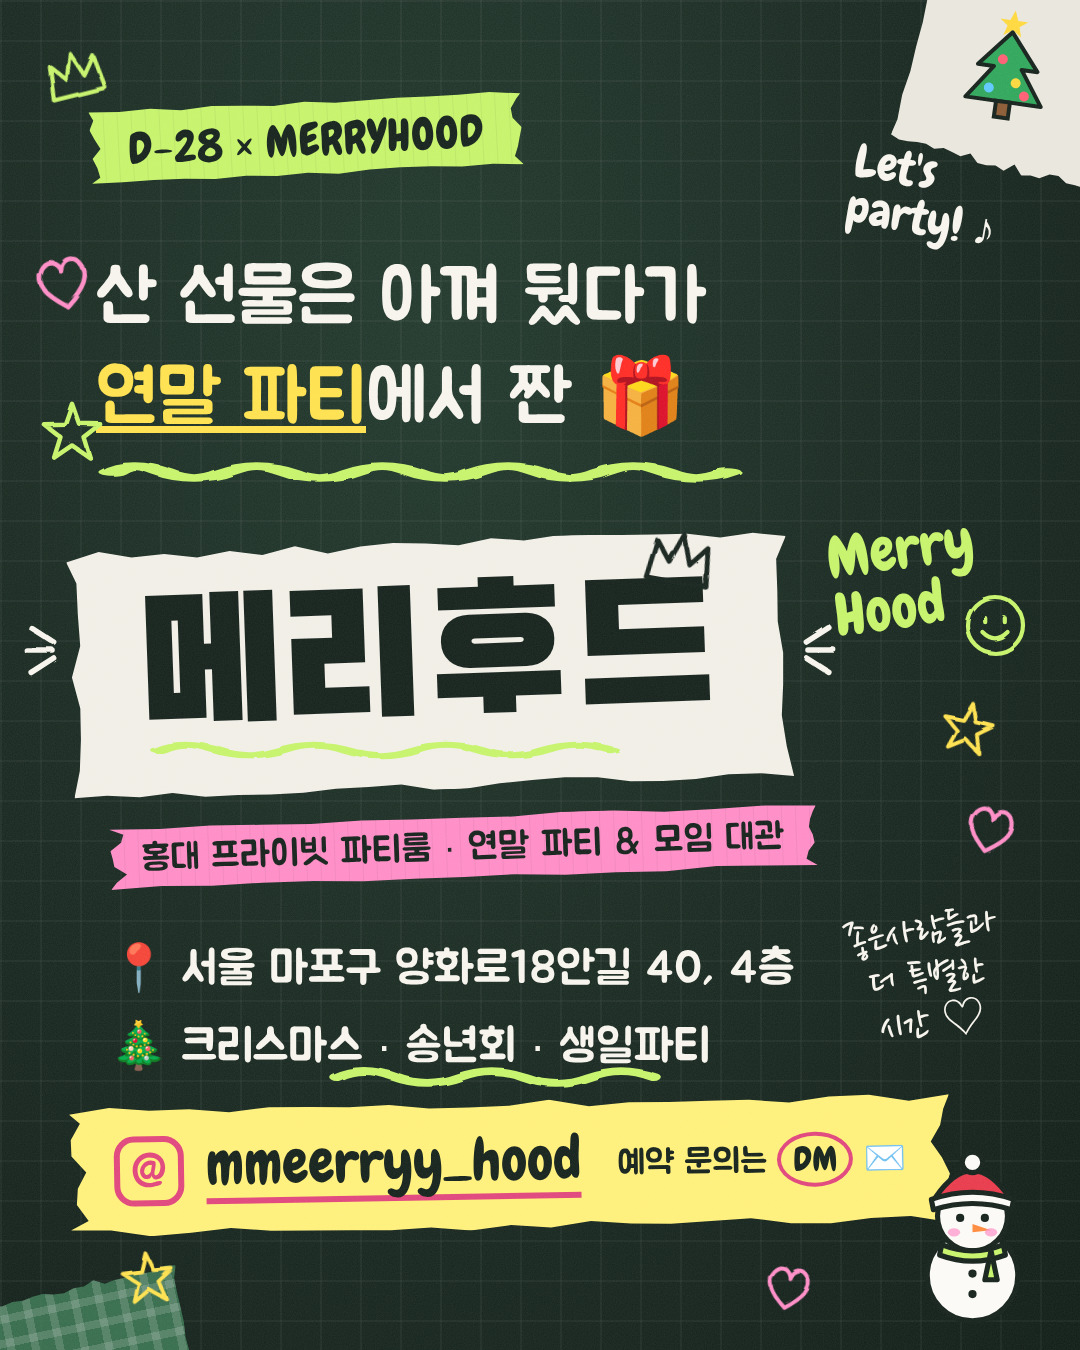 D-28 × MERRYHOOD
Let's
party! ♪
산 선물은 아껴 뒀다가
연말 파티에서 짠 🎁
메리후드
Merry
Hood
홍대 프라이빗 파티룸 · 연말 파티 & 모임 대관
📍 서울 마포구 양화로18안길 40, 4층
🎄 크리스마스 · 송년회 · 생일파티
좋은사람들과
더 특별한
시간 ♡
@ mmeerryy_hood 예약 문의는 DM ✉️